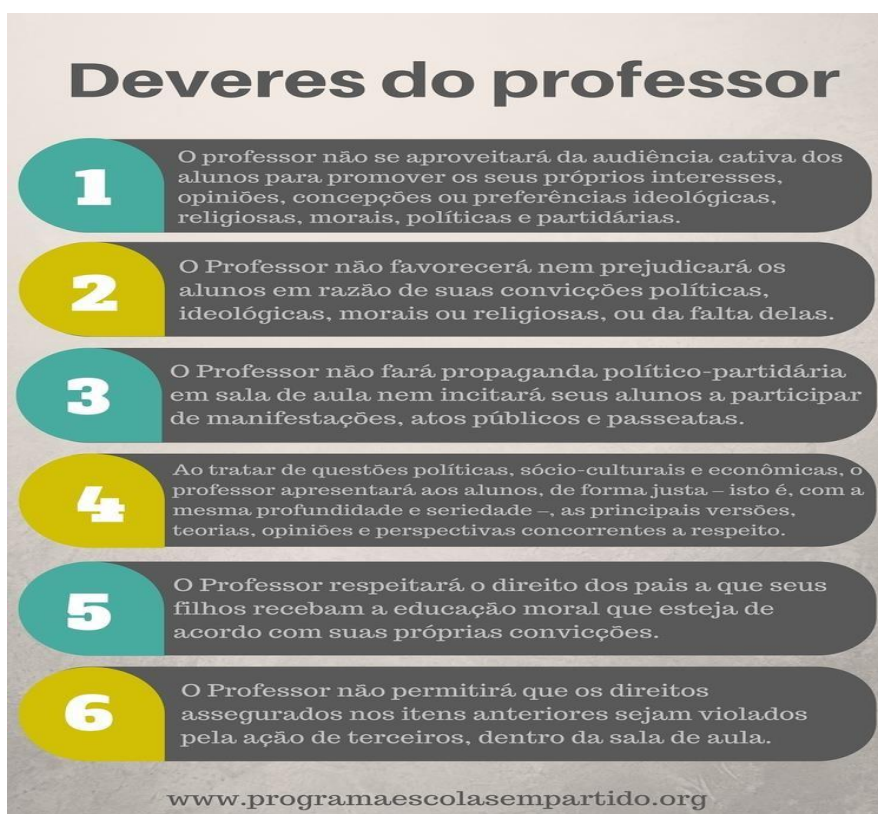 Deveres do professor
1
O professor não se aproveitará da audiência cativa dos
alunos para promover os seus próprios interesses,
opiniões, concepções ou preferências ideológicas,
religiosas, morais, políticas e partidárias.
2
O Professor não favorecerá nem prejudicará os
alunos em razão de suas convicções políticas,
ideológicas, morais ou religiosas, ou da falta delas.
3
O Professor não fará propaganda político-partidária
em sala de aula nem incitará seus alunos a participar
de manifestações, atos públicos e passeatas.
4
Ao tratar de questões políticas, sócio-culturais e econômicas, o
professor apresentará aos alunos, de forma justa – isto é, com a
mesma profundidade e seriedade –, as principais versões,
teorias, opiniões e perspectivas concorrentes a respeito.
5
O Professor respeitará o direito dos pais a que seus
filhos recebam a educação moral que esteja de
acordo com suas próprias convicções.
6
O Professor não permitirá que os direitos
assegurados nos itens anteriores sejam violados
pela ação de terceiros, dentro da sala de aula.
www.programaescolasempartido.org